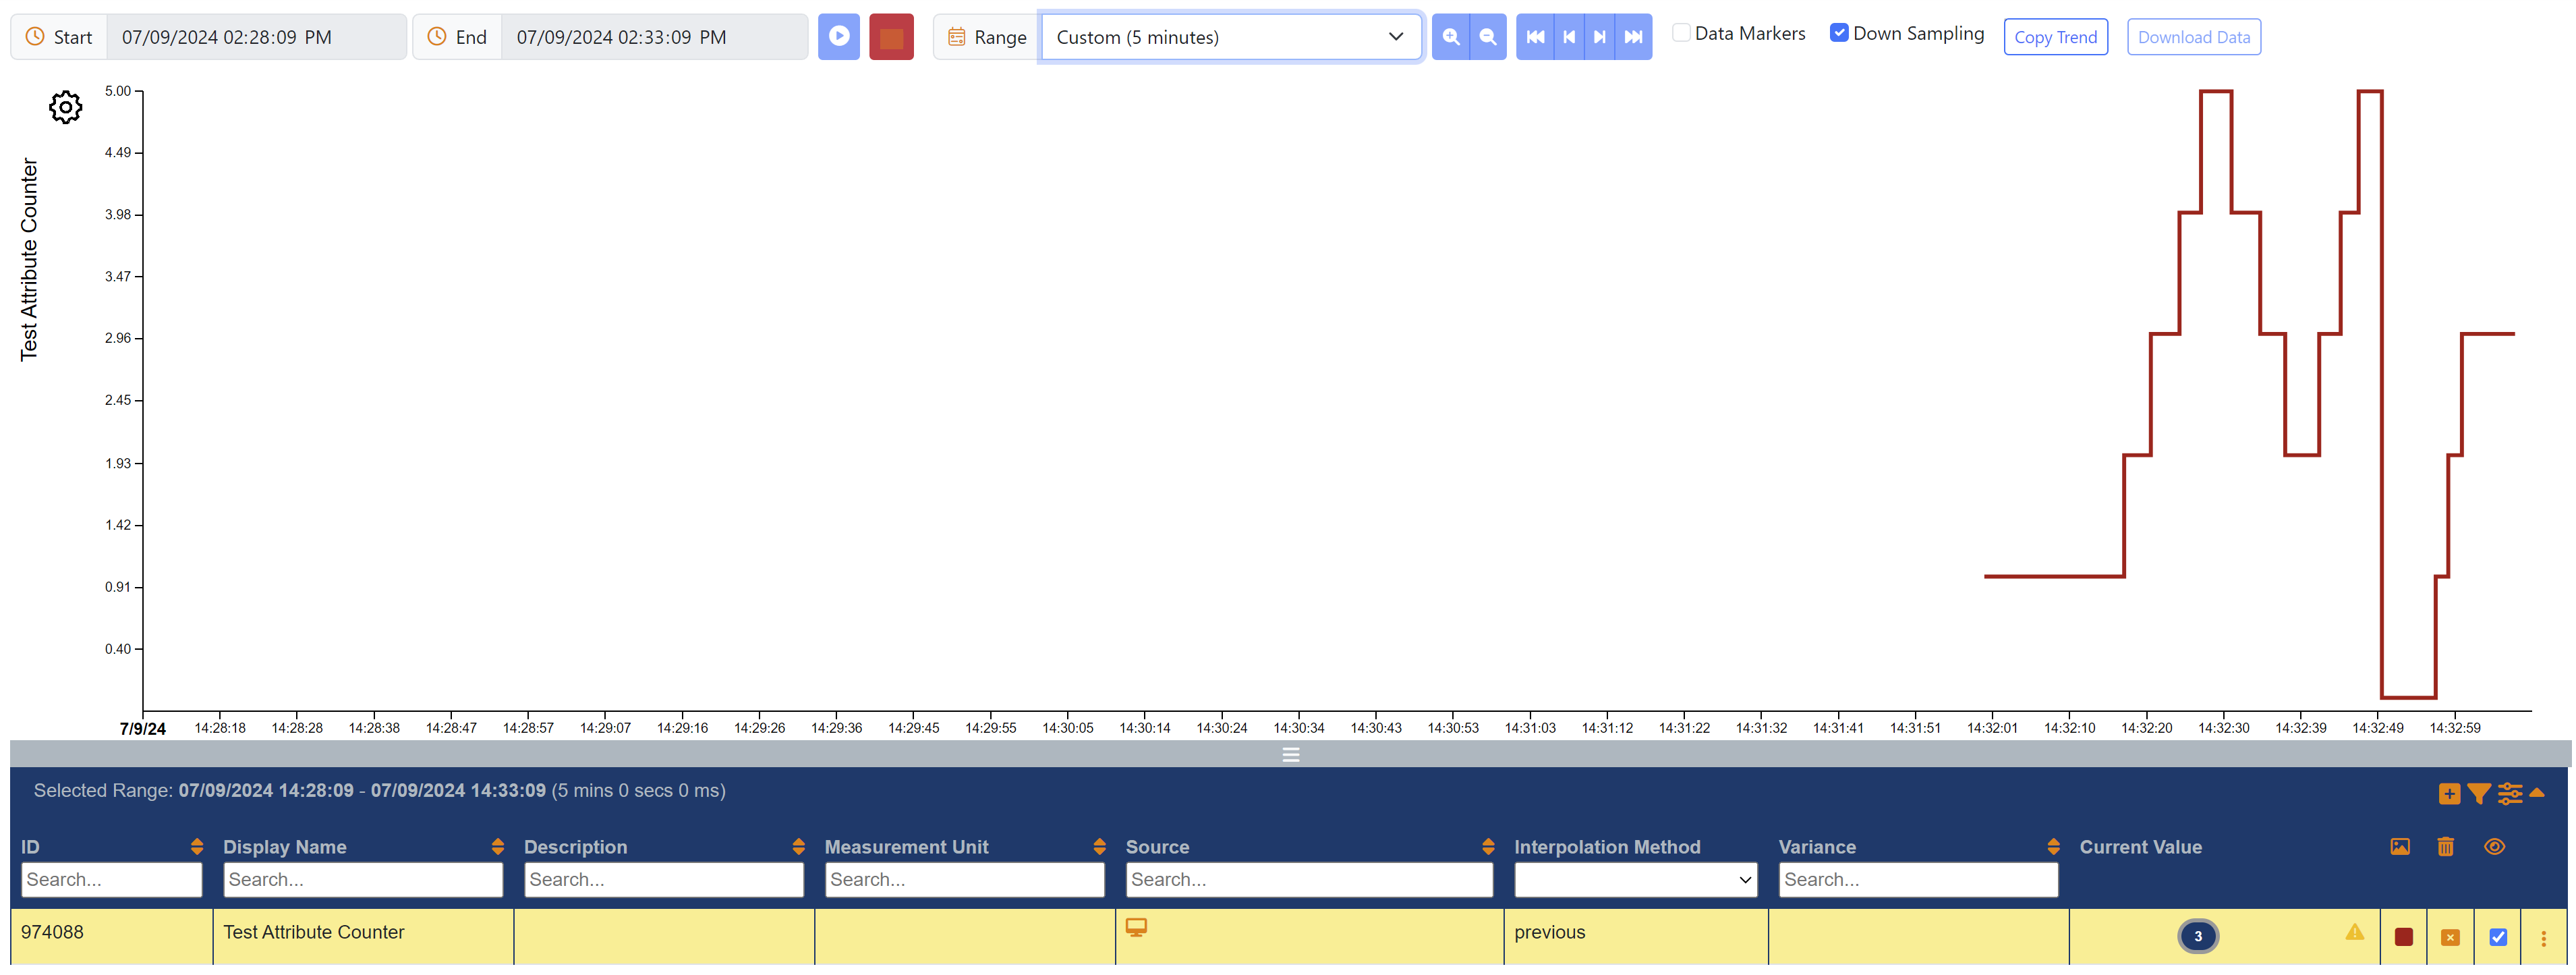 Start 07/09/2024 02:28:09 PM End 07/09/2024 02:33:09 PM Range Custom (5 minutes) Data Markers Down Sampling Copy Trend Download Data
Test Attribute Counter
5.00
4.49
3.98
3.47
2.96
2.45
1.93
1.42
0.91
0.40
7/9/24 14:28:18 14:28:28 14:28:38 14:28:47 14:28:57 14:29:07 14:29:16 14:29:26 14:29:36 14:29:45 14:29:55 14:30:05 14:30:14 14:30:24 14:30:34 14:30:43 14:30:53 14:31:03 14:31:12 14:31:22 14:31:32 14:31:41 14:31:51 14:32:01 14:32:10 14:32:20 14:32:30 14:32:39 14:32:49 14:32:59
Selected Range: 07/09/2024 14:28:09 - 07/09/2024 14:33:09 (5 mins 0 secs 0 ms)
ID Display Name Description Measurement Unit Source Interpolation Method Variance Current Value
Search... Search... Search... Search... Search... Search...
974088 Test Attribute Counter previous 3